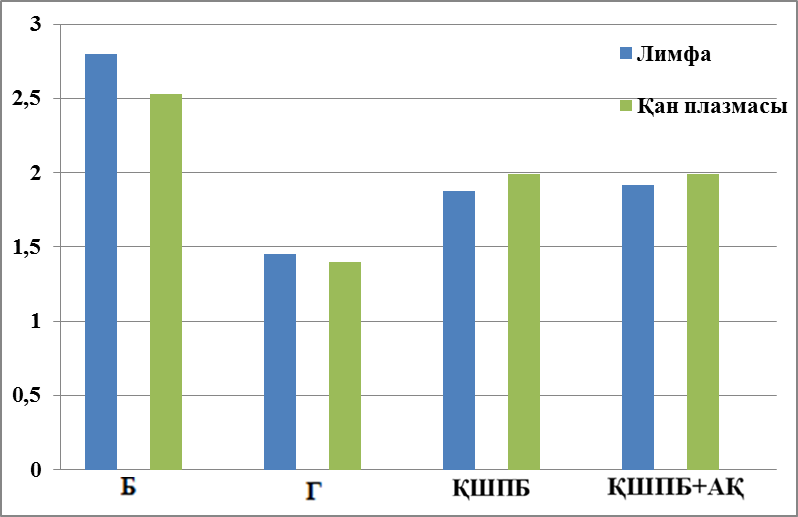 3
2,5
2
1,5
1
0,5
0
Лимфа
Қан плазмасы
Б
Г
ҚШПБ
ҚШПБ+АҚ